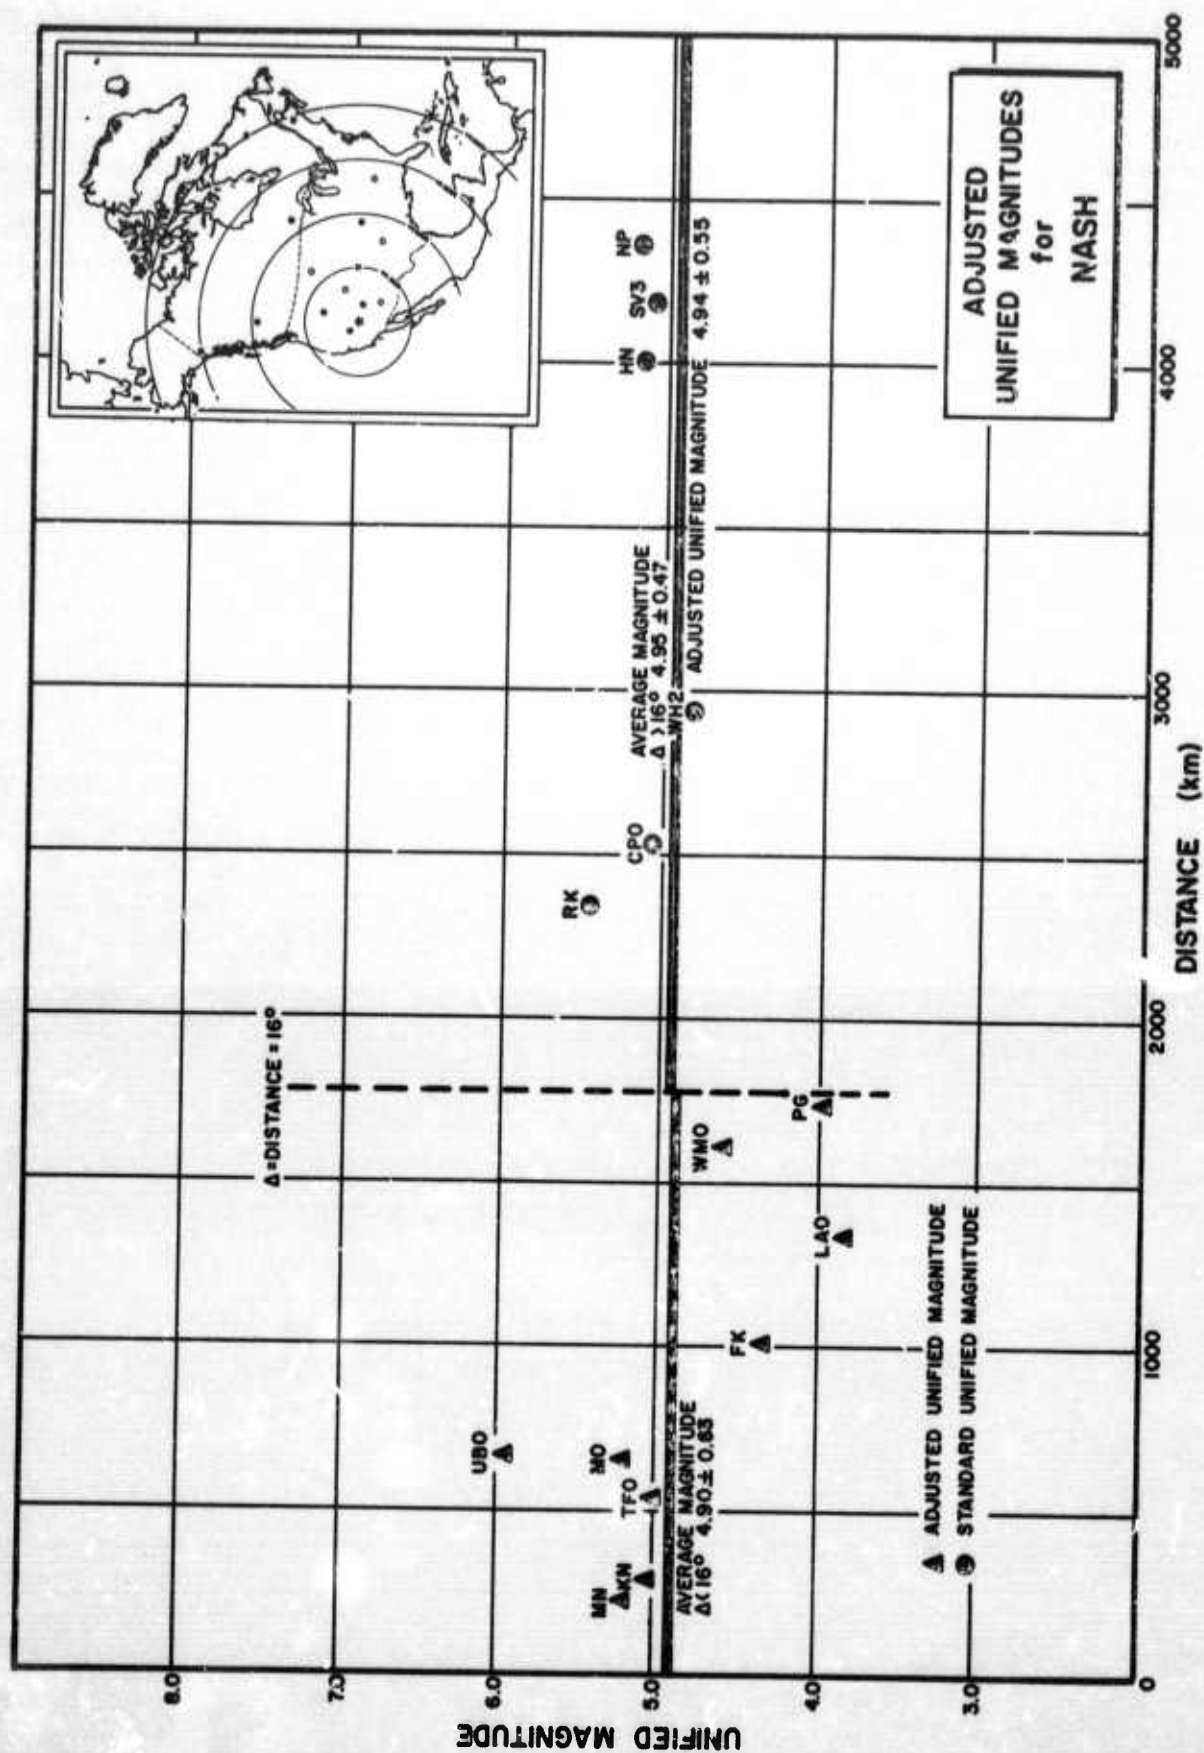 ADJUSTED
UNIFIED MAGNITUDES
for
NASH
UNIFIED MAGNITUDE
8.0
7.0
6.0
5.0
4.0
3.0
0
1000
2000
3000
4000
5000
DISTANCE (km)
Δ=DISTANCE = 16°
AVERAGE MAGNITUDE
Δ < 16° 4.90 ± 0.63
AVERAGE MAGNITUDE
Δ > 16° 4.95 ± 0.47
ADJUSTED UNIFIED MAGNITUDE 4.94 ± 0.55
MN
KN
TFO
MO
UBO
FK
LAO
WMO
PG
RK
CPO
WH2
HN
SV3
NP
ADJUSTED UNIFIED MAGNITUDE
STANDARD UNIFIED MAGNITUDE